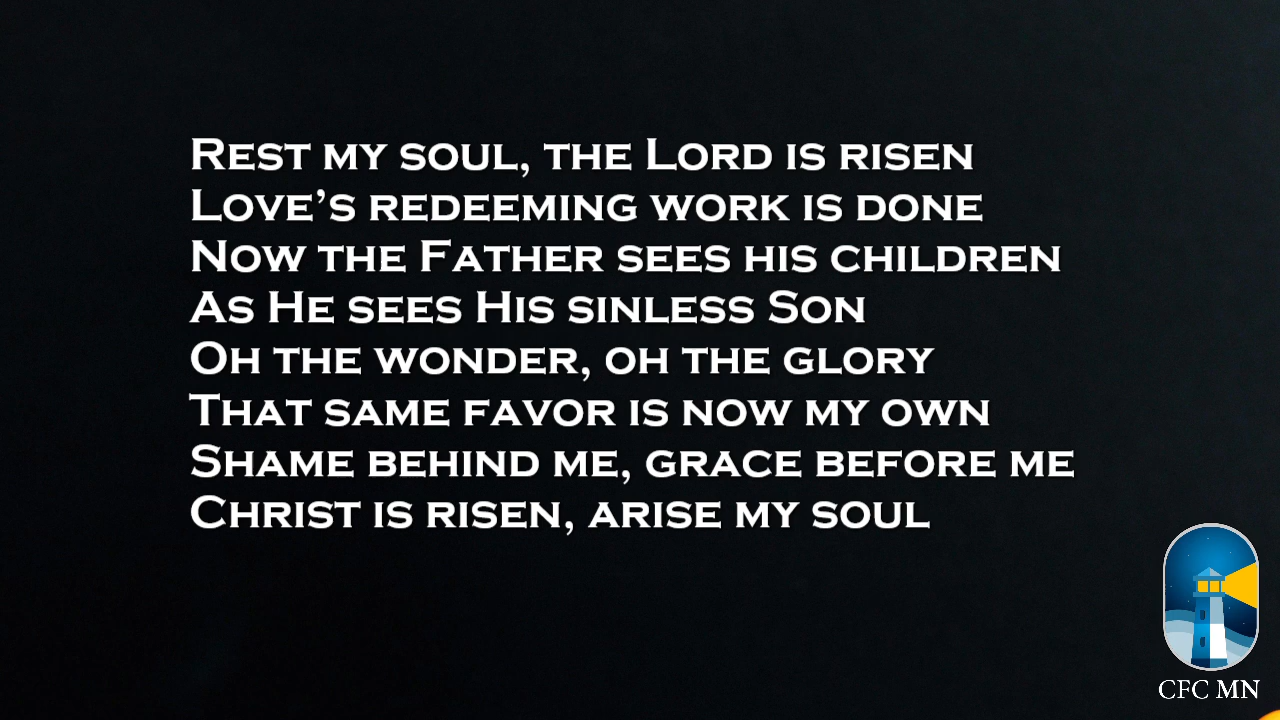 Rest my soul, the Lord is risen
Love’s redeeming work is done
Now the Father sees his children
As He sees His sinless Son
Oh the wonder, oh the glory
That same favor is now my own
Shame behind me, grace before me
Christ is risen, arise my soul
CFC MN